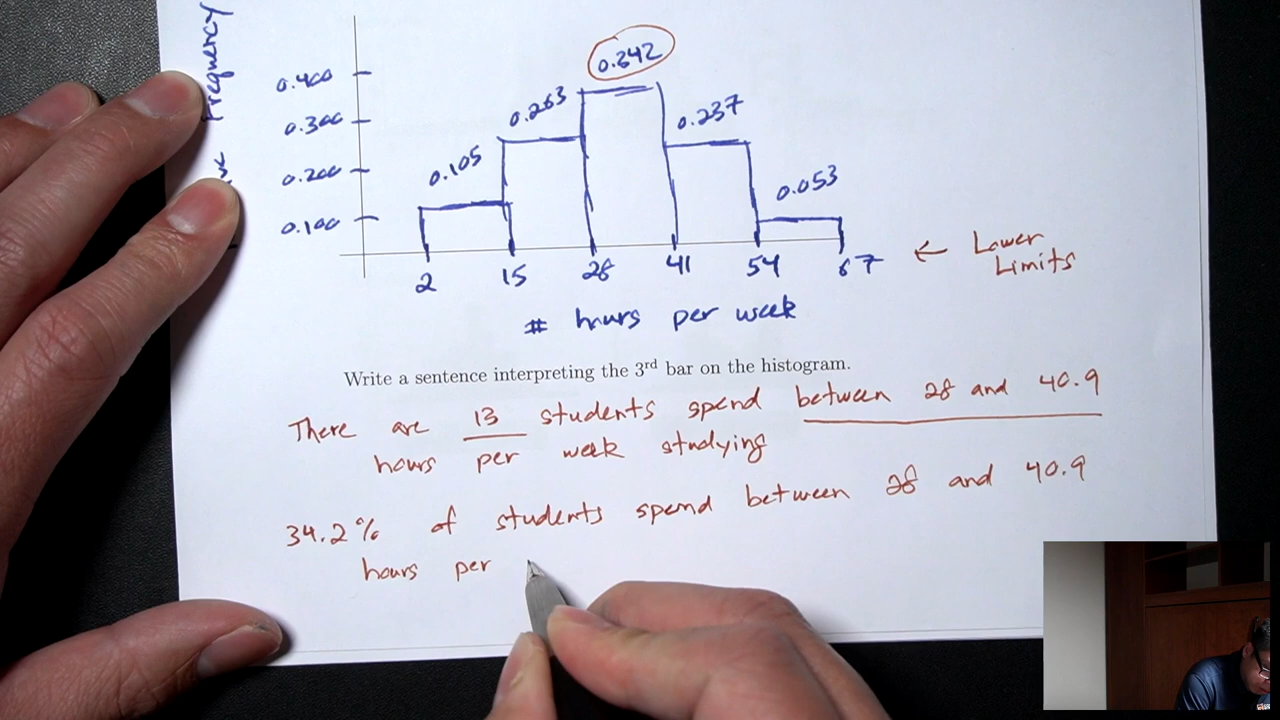 Frequency
0.342
0.400
0.263
0.300
0.237
0.105
0.200
0.053
0.100
2 15 28 41 54 67 ← Lower Limits
# hours per week
Write a sentence interpreting the 3rd bar on the histogram.
There are 13 students spend between 28 and 40.9
hours per week studying
34.2% of students spend between 28 and 40.9
hours per